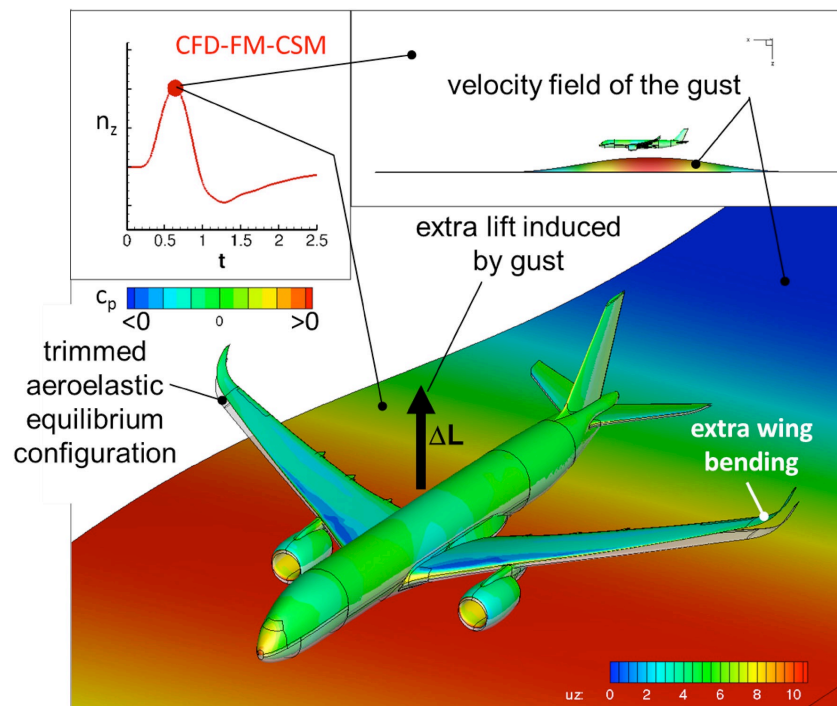 CFD-FM-CSM
n_z
0 0.5 1 1.5 2 2.5
t
x
z
velocity field of the gust
extra lift induced
by gust
c_p
<0 0 >0
trimmed
aeroelastic
equilibrium
configuration
ΔL
extra wing
bending
uz: 0 2 4 6 8 10